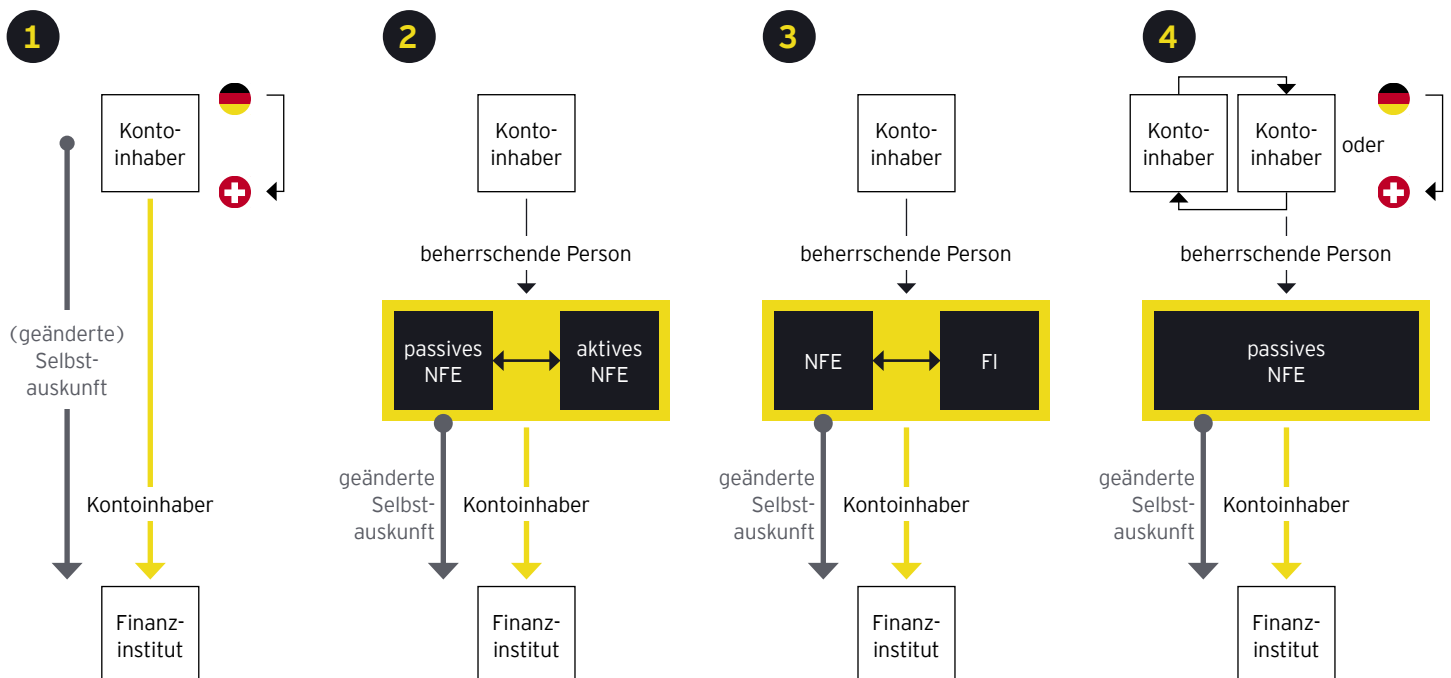 1
Konto-
inhaber
(geänderte)
Selbst-
auskunft
Kontoinhaber
Finanz-
institut
2
Konto-
inhaber
beherrschende Person
passives
NFE
aktives
NFE
geänderte
Selbst-
auskunft
Kontoinhaber
Finanz-
institut
3
Konto-
inhaber
beherrschende Person
NFE
FI
geänderte
Selbst-
auskunft
Kontoinhaber
Finanz-
institut
4
Konto-
inhaber
Konto-
inhaber
oder
beherrschende Person
passives
NFE
geänderte
Selbst-
auskunft
Kontoinhaber
Finanz-
institut